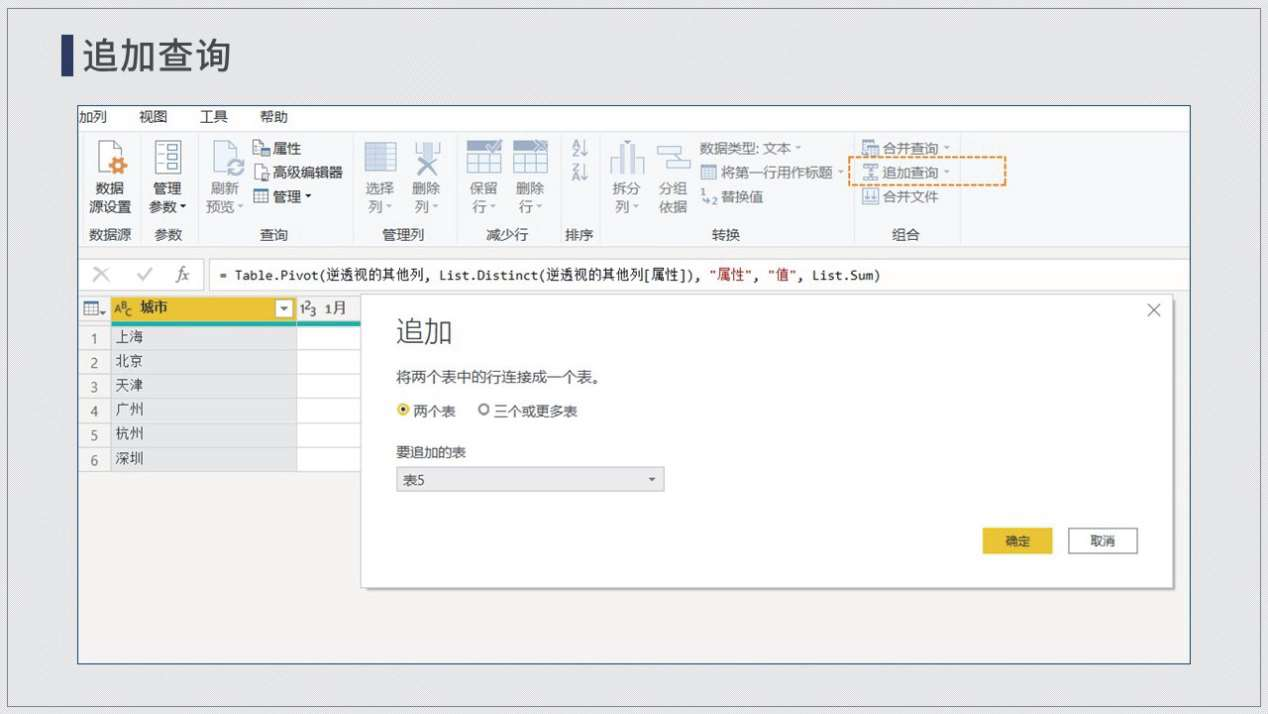 追加查询
加列 视图 工具 帮助
数据 源设置
管理 参数
刷新 预览
属性
高级编辑器
管理
选择 列
删除 列
保留 行
删除 行
A Z
Z A
拆分 列
分组 依据
数据类型: 文本
将第一行用作标题
1 2 替换值
合并查询
追加查询
合并文件
数据源 参数 查询 管理列 减少行 排序 转换 组合
fx = Table.Pivot(逆透视的其他列, List.Distinct(逆透视的其他列[属性]), "属性", "值", List.Sum)
ABC 城市 123 1月
1 上海
2 北京
3 天津
4 广州
5 杭州
6 深圳
追加
将两个表中的行连接成一个表。
两个表 三个或更多表
要追加的表
表5
确定 取消